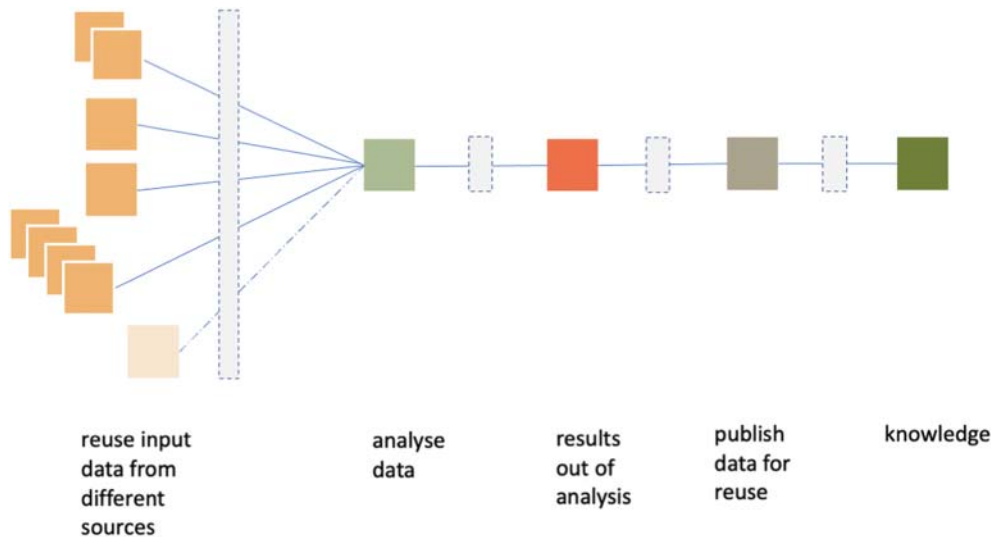 reuse input
data from
different
sources
analyse
data
results
out of
analysis
publish
data for
reuse
knowledge